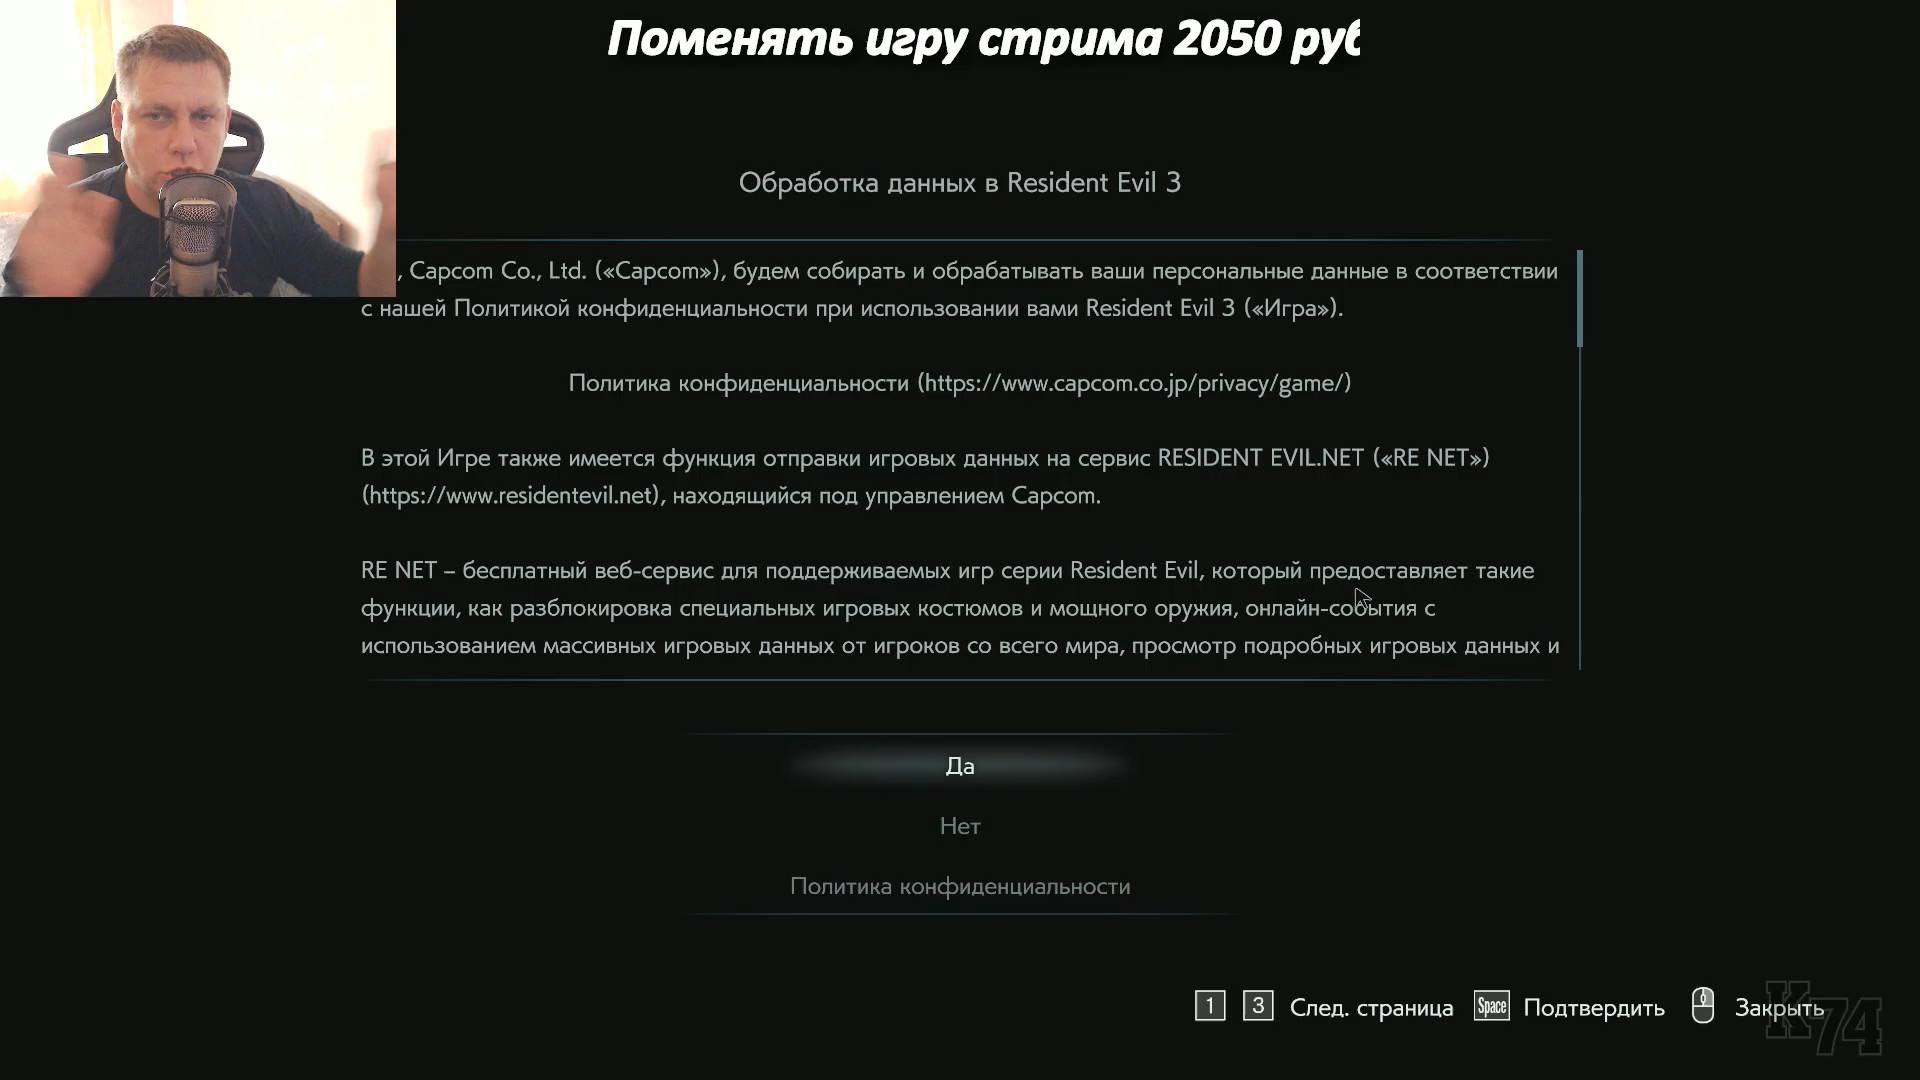 Поменять игру стрима 2050 руб
Обработка данных в Resident Evil 3
, Capcom Co., Ltd. («Capcom»), будем собирать и обрабатывать ваши персональные данные в соответствии
с нашей Политикой конфиденциальности при использовании вами Resident Evil 3 («Игра»).
Политика конфиденциальности (https://www.capcom.co.jp/privacy/game/)
В этой Игре также имеется функция отправки игровых данных на сервис RESIDENT EVIL.NET («RE NET»)
(https://www.residentevil.net), находящийся под управлением Capcom.
RE NET – бесплатный веб-сервис для поддерживаемых игр серии Resident Evil, который предоставляет такие
функции, как разблокировка специальных игровых костюмов и мощного оружия, онлайн-события с
использованием массивных игровых данных от игроков со всего мира, просмотр подробных игровых данных и
Да
Нет
Политика конфиденциальности
1 3 След. страница Space Подтвердить Закрыть
K74